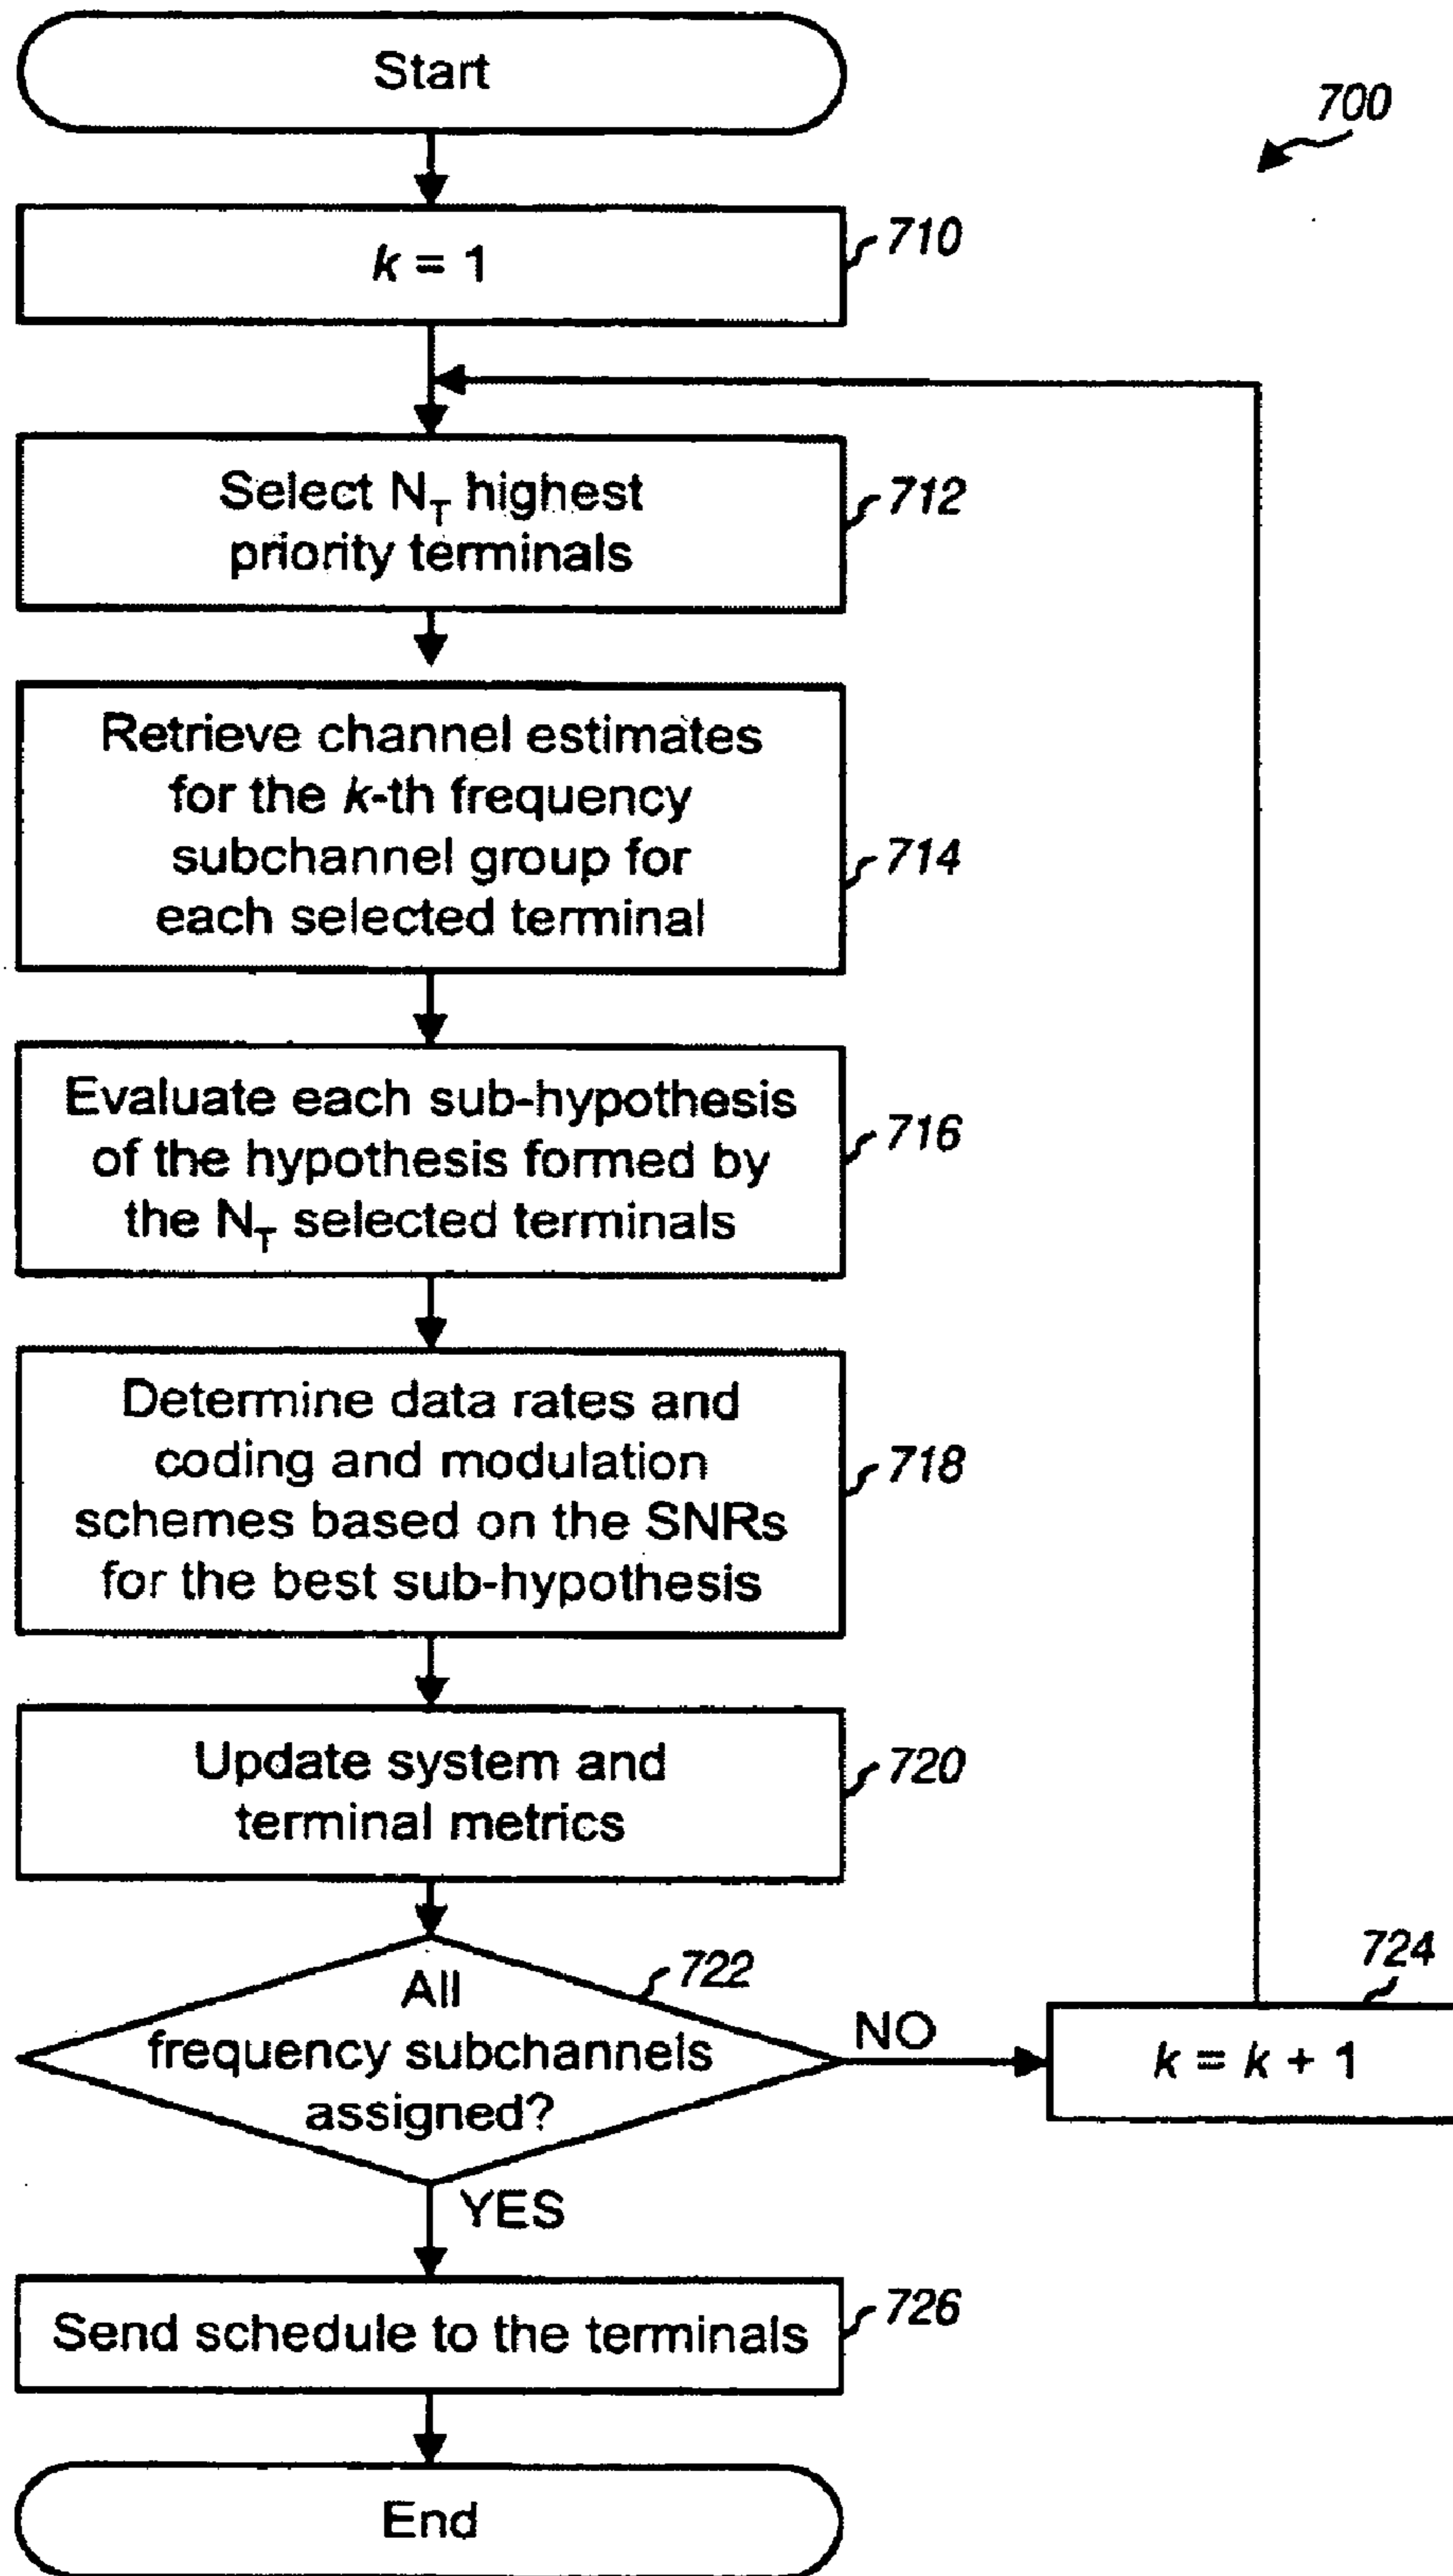 Start
700
k = 1
710
Select N_T highest
priority terminals
712
Retrieve channel estimates
for the k-th frequency
subchannel group for
each selected terminal
714
Evaluate each sub-hypothesis
of the hypothesis formed by
the N_T selected terminals
716
Determine data rates and
coding and modulation
schemes based on the SNRs
for the best sub-hypothesis
718
Update system and
terminal metrics
720
All
frequency subchannels
assigned?
722
NO
724
k = k + 1
YES
Send schedule to the terminals
726
End